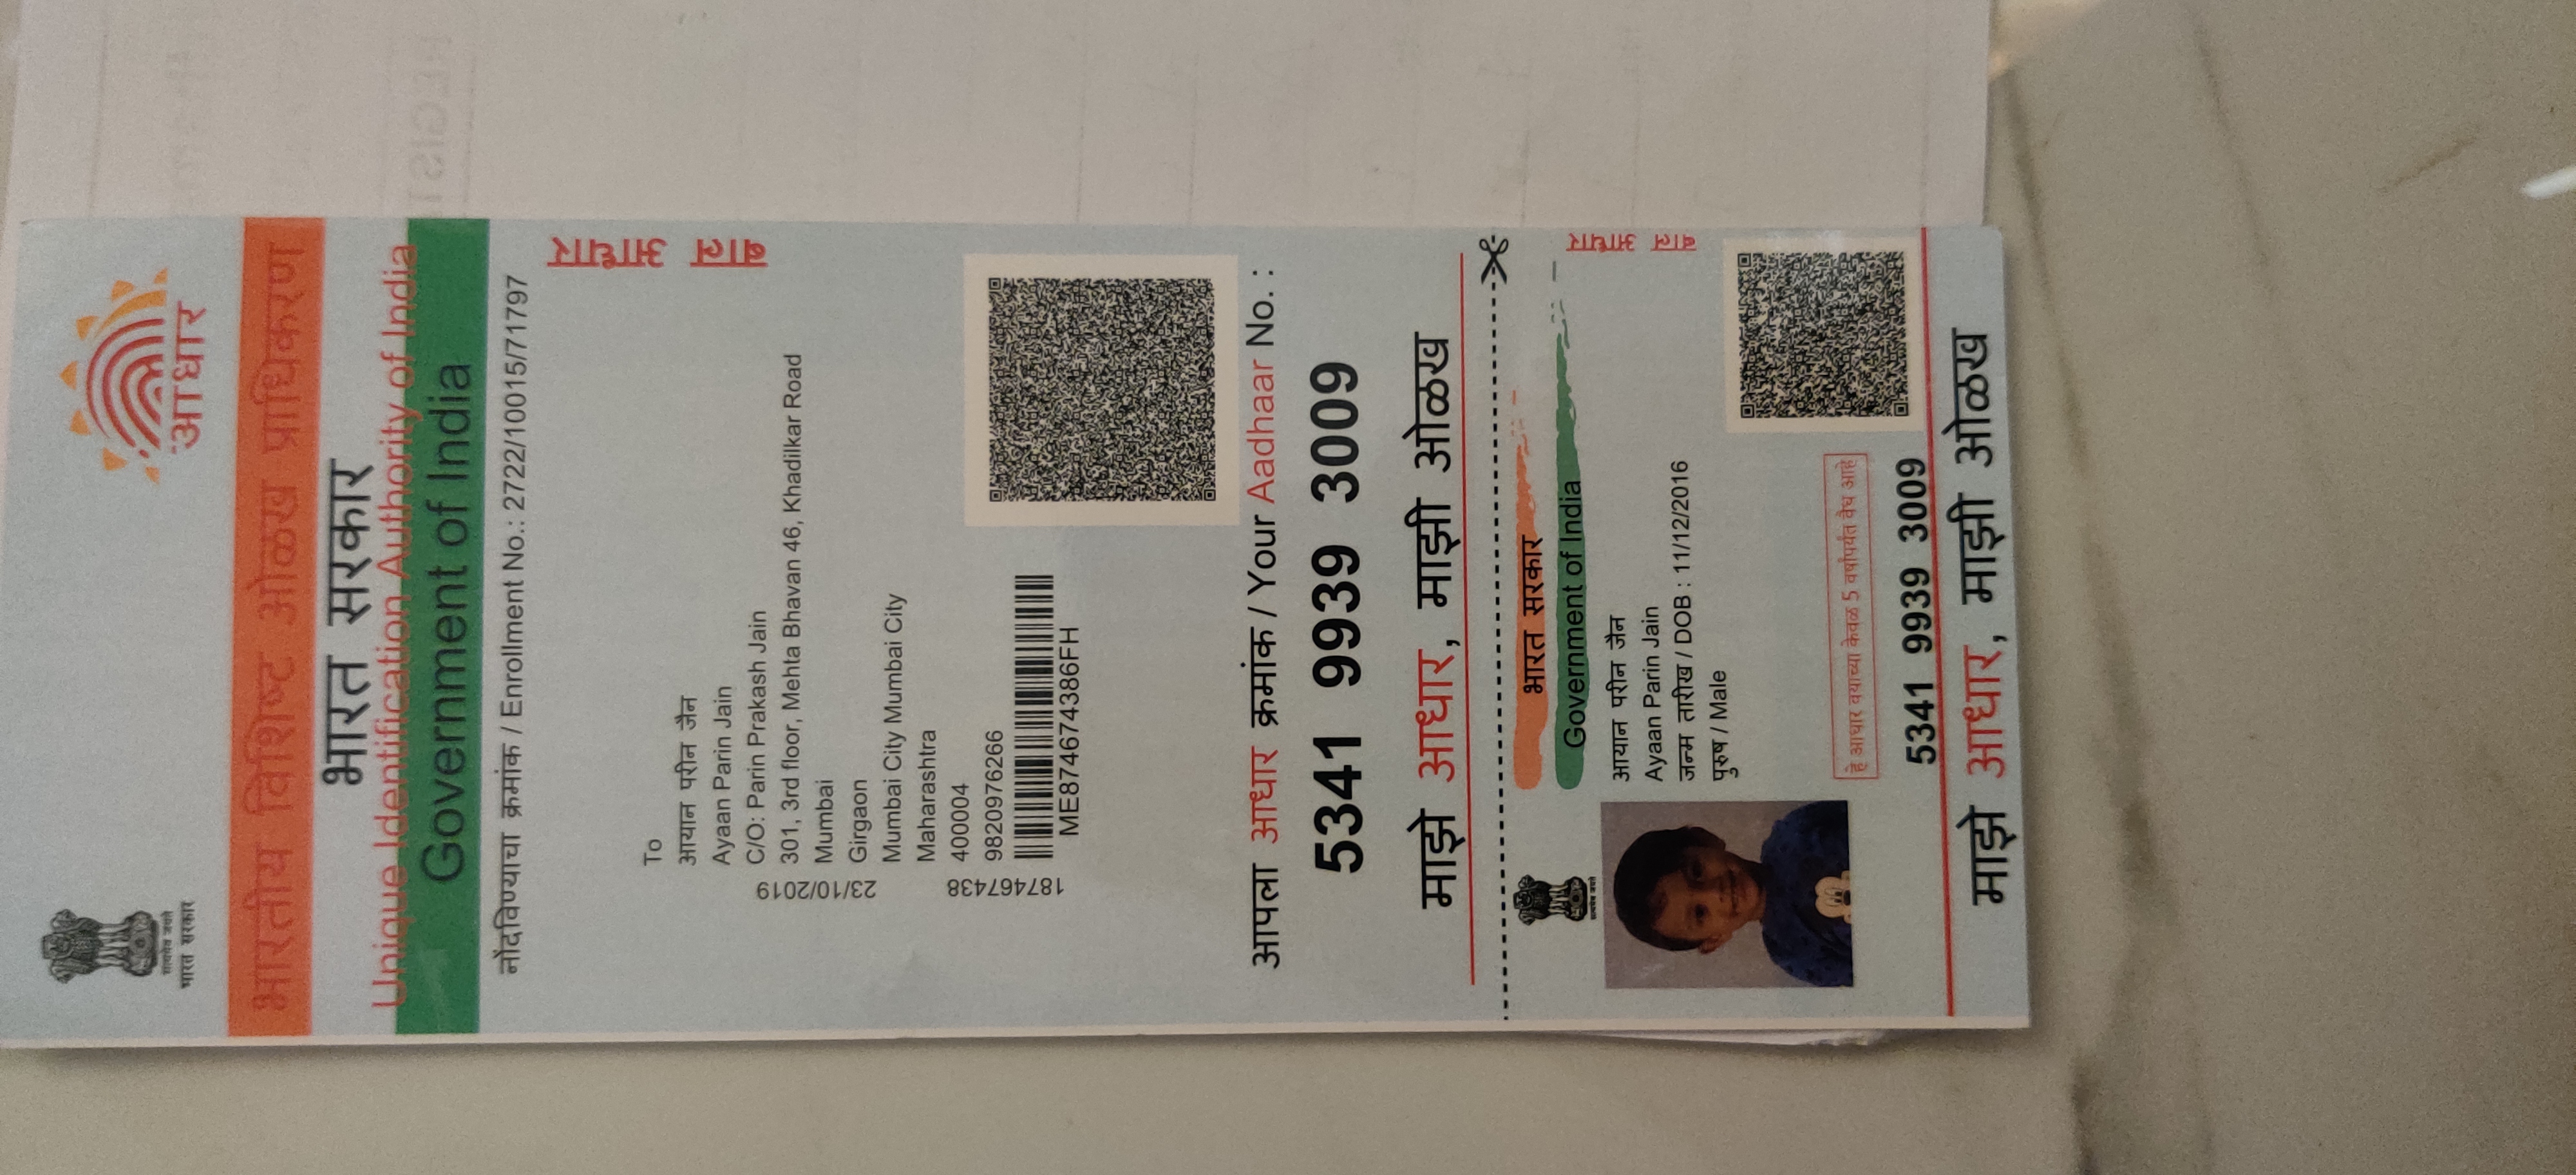 भारत सरकार
सत्यमेव जयते
आधार
भारतीय विशिष्ट ओळख प्राधिकरण
भारत सरकार
Unique Identification Authority of India
Government of India
नोंदविण्याचा क्रमांक / Enrollment No.: 2722/10015/71797
बाल आधार
To
आयान परीन जैन
Ayaan Parin Jain
C/O: Parin Prakash Jain
301, 3rd floor, Mehta Bhavan 46, Khadilkar Road
Mumbai
Girgaon
Mumbai City Mumbai City
Maharashtra
400004
9820976266
23/10/2019
187467438
ME874674386FH
आपला आधार क्रमांक / Your Aadhaar No. :
5341 9939 3009
माझे आधार, माझी ओळख
भारत सरकार
Government of India
सत्यमेव जयते
बाल आधार
आयान परीन जैन
Ayaan Parin Jain
जन्म तारीख / DOB : 11/12/2016
पुरुष / Male
हे आधार वयाच्या केवळ 5 वर्षांपर्यंत वैध आहे
5341 9939 3009
माझे आधार, माझी ओळख